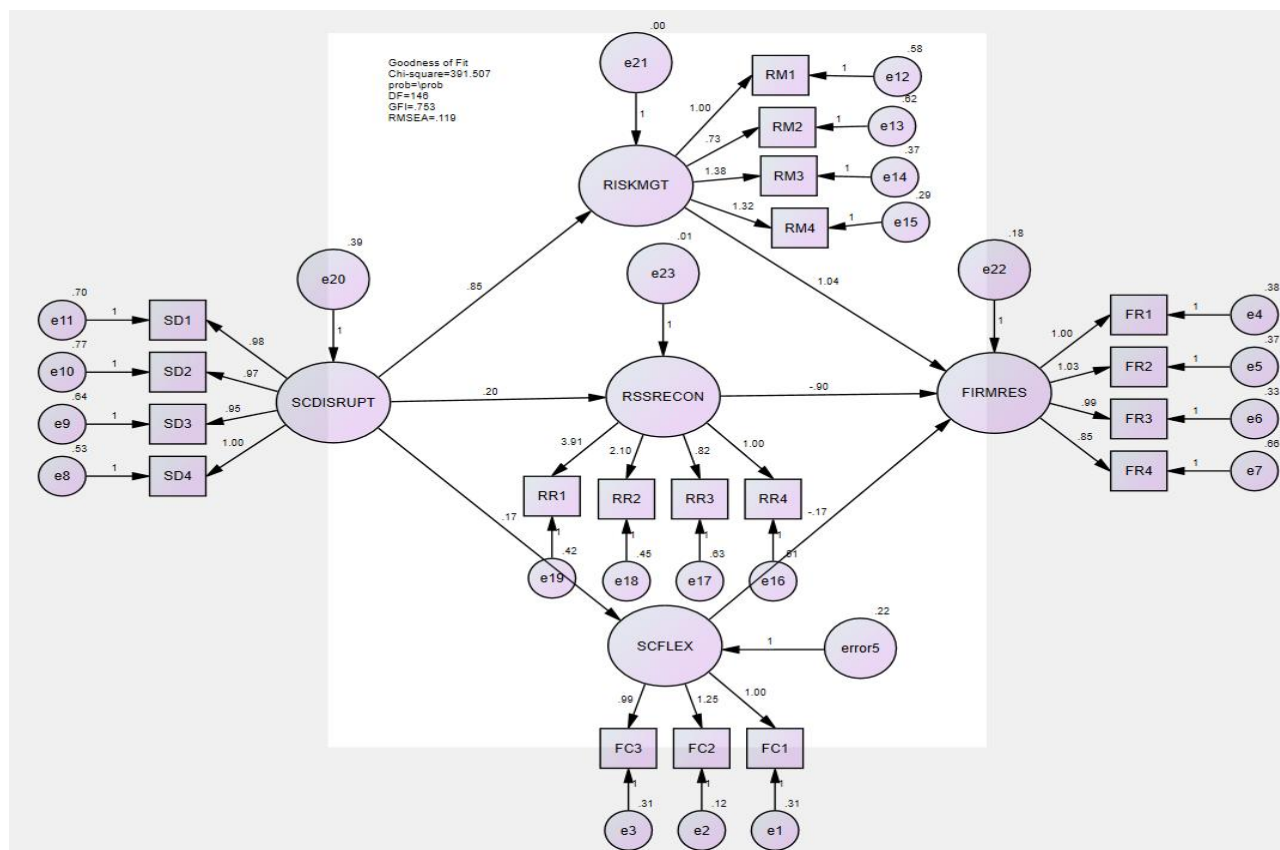 Goodness of Fit
Chi-square=391.507
prob=\prob
DF=146
GFI=.753
RMSEA=.119
.00
e21
1
RISKMGT
1.00
RM1
1
e12
.58
.73
RM2
1
e13
.62
1.38
RM3
1
e14
.37
1.32
RM4
1
e15
.29
.39
e20
1
SCDISRUPT
.70
e11
1
SD1
.98
.77
e10
1
SD2
.97
.64
e9
1
SD3
.95
.53
e8
1
SD4
1.00
.85
.20
.17
.01
e23
1
RSSRECON
3.91
2.10
.82
1.00
RR1
RR2
RR3
RR4
1
1
1
1
.42
.45
.63
e19
e18
e17
e16
1.04
-.90
-.17
.18
e22
1
FIRMRES
1.00
FR1
1
e4
.38
1.03
FR2
1
e5
.37
.99
FR3
1
e6
.33
.85
FR4
1
e7
.66
SCFLEX
1
error5
.22
.99
1.25
1.00
FC3
FC2
FC1
1
1
1
.31
.12
.31
e3
e2
e1